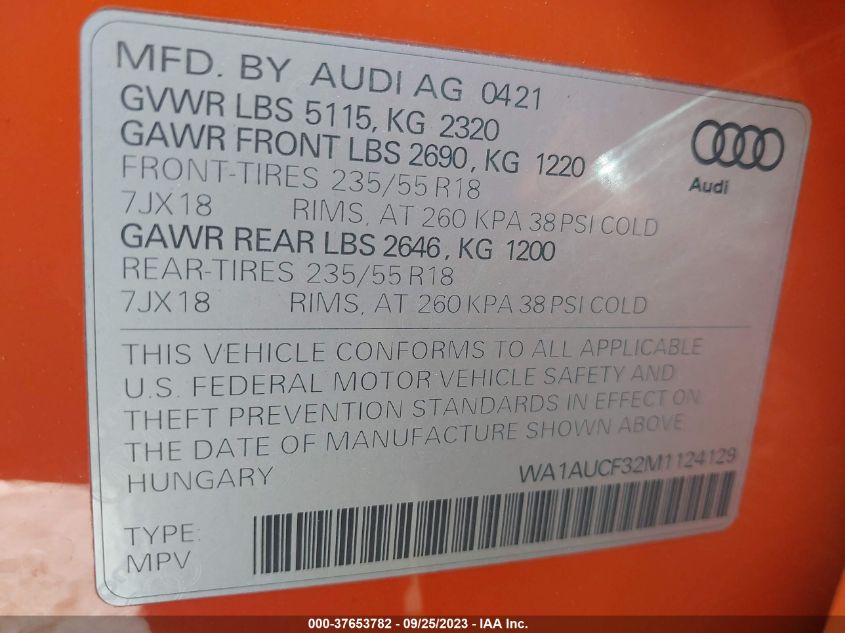 MFD. BY AUDI AG 0421
GVWR LBS 5115, KG 2320
GAWR FRONT LBS 2690, KG 1220
FRONT-TIRES 235/55 R18
7JX18 RIMS, AT 260 KPA 38 PSI COLD
GAWR REAR LBS 2646, KG 1200
REAR-TIRES 235/55 R18
7JX18 RIMS, AT 260 KPA 38 PSI COLD
Audi
THIS VEHICLE CONFORMS TO ALL APPLICABLE
U.S. FEDERAL MOTOR VEHICLE SAFETY AND
THEFT PREVENTION STANDARDS IN EFFECT ON
THE DATE OF MANUFACTURE SHOWN ABOVE.
HUNGARY WA1AUCF32M1124129
TYPE:
MPV
000-37653782 - 09/25/2023 - © IAA, Inc.